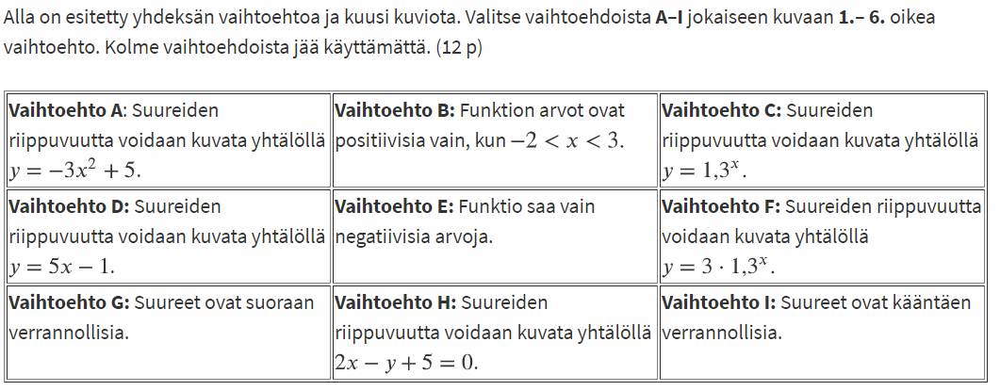 Alla on esitetty yhdeksän vaihtoehtoa ja kuusi kuviota. Valitse vaihtoehdoista A–I jokaiseen kuvaan 1.– 6. oikea
vaihtoehto. Kolme vaihtoehdoista jää käyttämättä. (12 p)
Vaihtoehto A: Suureiden
riippuvuutta voidaan kuvata yhtälöllä
y = −3x² + 5.
Vaihtoehto B: Funktion arvot ovat
positiivisia vain, kun −2 < x < 3.
Vaihtoehto C: Suureiden
riippuvuutta voidaan kuvata yhtälöllä
y = 1,3ˣ.
Vaihtoehto D: Suureiden
riippuvuutta voidaan kuvata yhtälöllä
y = 5x − 1.
Vaihtoehto E: Funktio saa vain
negatiivisia arvoja.
Vaihtoehto F: Suureiden riippuvuutta
voidaan kuvata yhtälöllä
y = 3 · 1,3ˣ.
Vaihtoehto G: Suureet ovat suoraan
verrannollisia.
Vaihtoehto H: Suureiden
riippuvuutta voidaan kuvata yhtälöllä
2x − y + 5 = 0.
Vaihtoehto I: Suureet ovat kääntäen
verrannollisia.